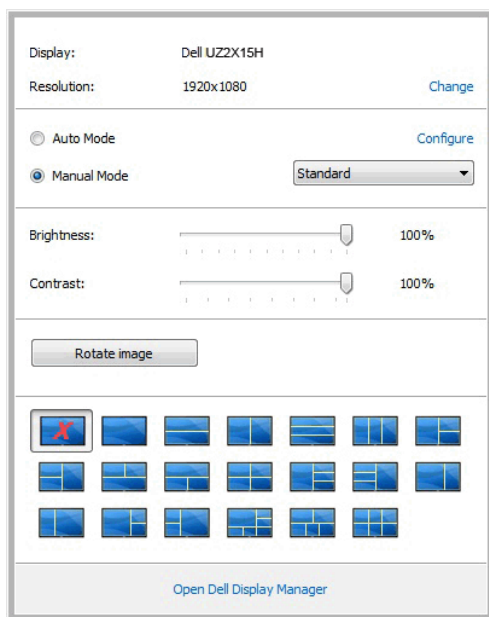 Display: Dell UZ2X15H
Resolution: 1920x1080 Change
Auto Mode Configure
Manual Mode Standard
Brightness: 100%
Contrast: 100%
Rotate image
Open Dell Display Manager